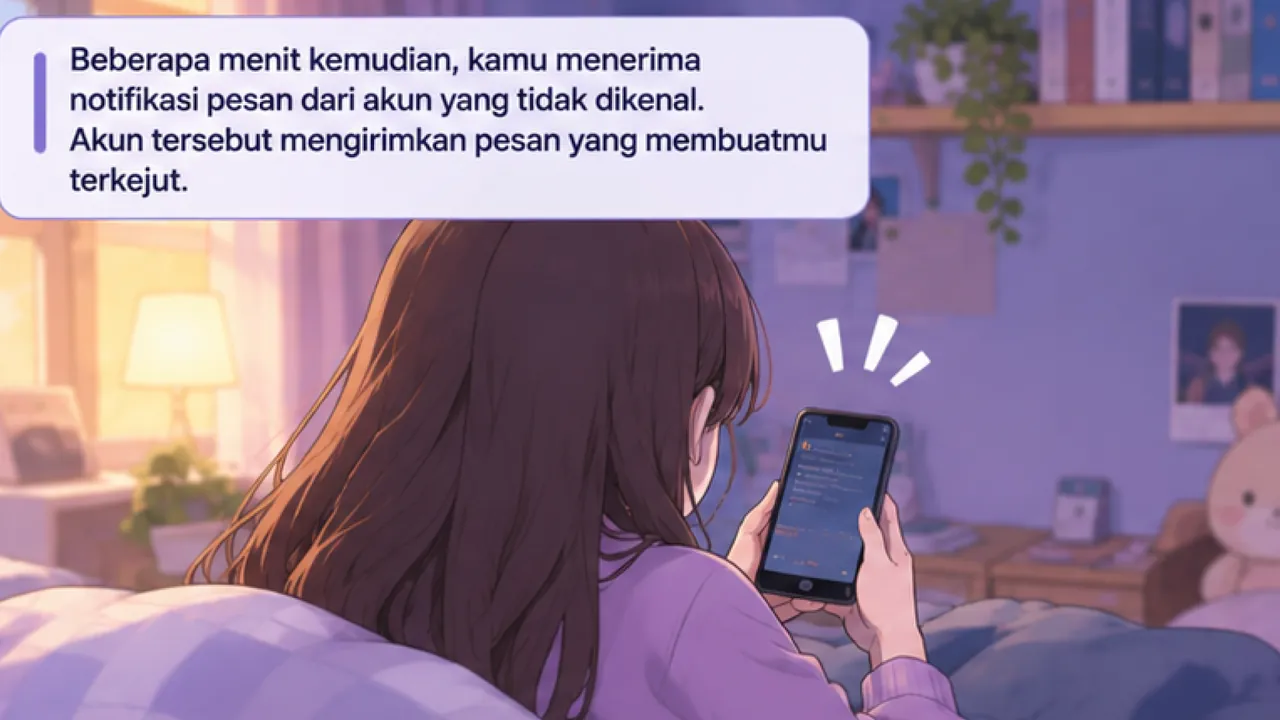 Beberapa menit kemudian, kamu menerima
notifikasi pesan dari akun yang tidak dikenal.
Akun tersebut mengirimkan pesan yang membuatmu
terkejut.